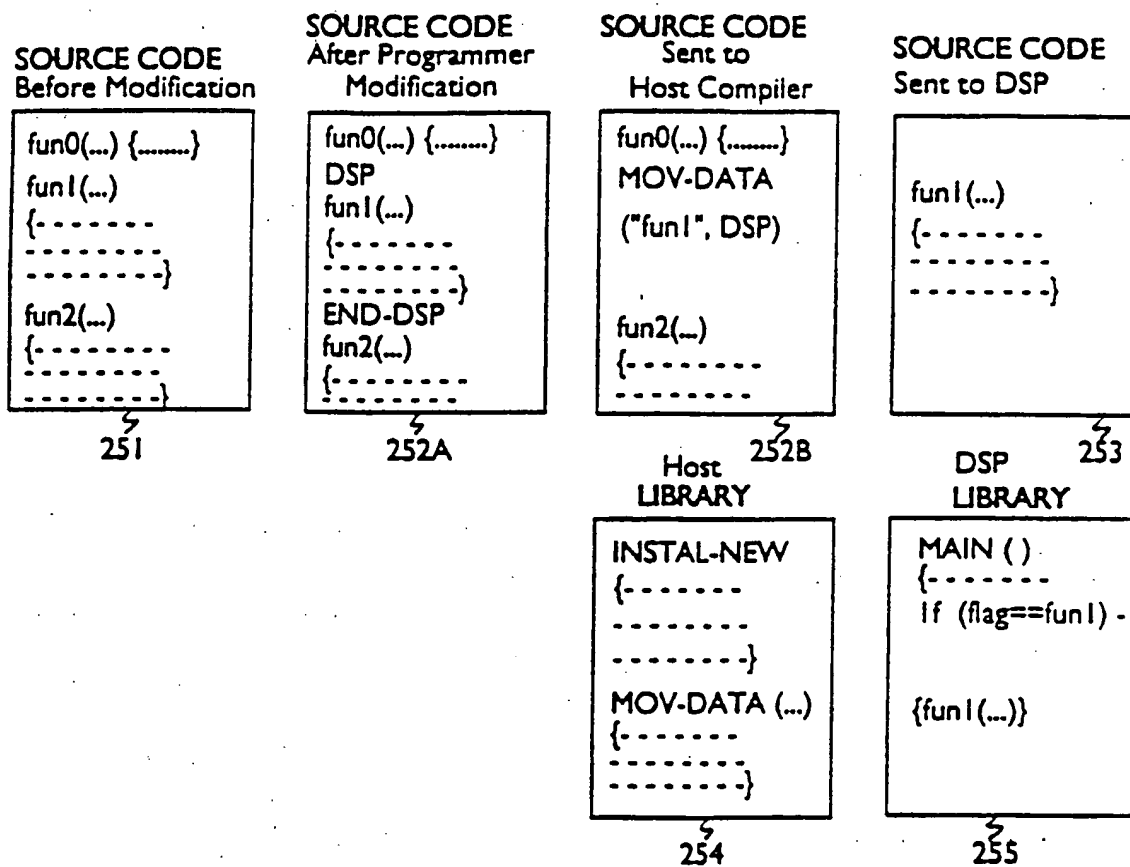 SOURCE CODE
Before Modification
fun0(...) {........}
fun1(...)
{- - - - - - -
- - - - - - - -
- - - - - - - -}
fun2(...)
{- - - - - - - -
- - - - - - - -
- - - - - - - -}
251
SOURCE CODE
After Programmer
Modification
fun0(...) {........}
DSP
fun1(...)
{- - - - - - -
- - - - - - - -
- - - - - - - -}
END-DSP
fun2(...)
{- - - - - - - -
- - - - - - - -
252A
SOURCE CODE
Sent to
Host Compiler
fun0(...) {........}
MOV-DATA
("fun1", DSP)
fun2(...)
{- - - - - - - -
- - - - - - - -
252B
SOURCE CODE
Sent to DSP
fun1(...)
{- - - - - - -
- - - - - - - -
- - - - - - - -}
253
Host
LIBRARY
INSTAL-NEW
{- - - - - - -
- - - - - - - -
- - - - - - - -}
MOV-DATA (...)
{- - - - - - -
- - - - - - - -
- - - - - - - -}
254
DSP
LIBRARY
MAIN ( )
{- - - - - - -
If (flag==fun1) -
{fun1(...)}
255